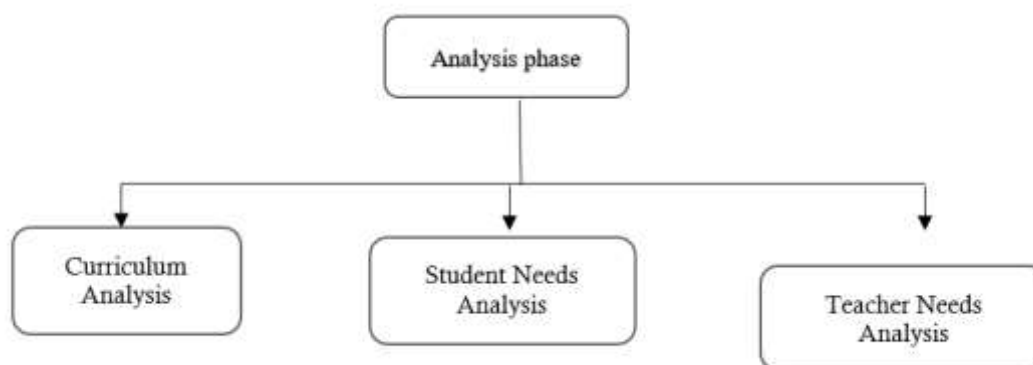 Analysis phase
Curriculum
Analysis
Student Needs
Analysis
Teacher Needs
Analysis